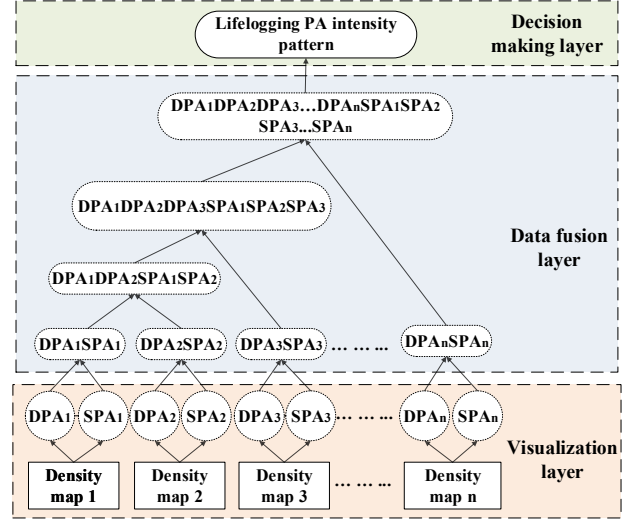 Lifelogging PA intensity
pattern
Decision
making layer
DPA1DPA2DPA3…DPAnSPA1SPA2
SPA3...SPAn
DPA1DPA2DPA3SPA1SPA2SPA3
Data fusion
layer
DPA1DPA2SPA1SPA2
DPA1SPA1 DPA2SPA2 DPA3SPA3 … … ... DPAnSPAn
DPA1 SPA1 DPA2 SPA2 DPA3 SPA3 … … ... DPAn SPAn
Visualization
layer
Density
map 1
Density
map 2
Density
map 3
… … ...
Density
map n